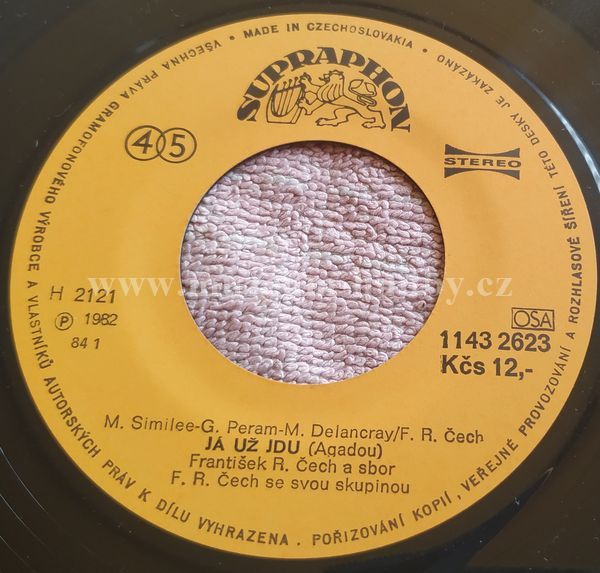 VŠECHNA PRÁVA GRAMOFONOVÉHO VÝROBCE A VLASTNÍKŮ AUTORSKÝCH PRÁV K DÍLU VYHRAZENA. POŘIZOVÁNÍ KOPIÍ, VEŘEJNÉ PROVOZOVÁNÍ A ROZHLASOVÉ ŠÍŘENÍ TÉTO DESKY JE ZAKÁZÁNO • MADE IN CZECHOSLOVAKIA •
SUPRAPHON
45
STEREO
H 2121
Ⓟ 1982
84 1
OSA
1143 2623
Kčs 12,-
M. Similee-G. Peram-M. Delancray/F. R. Čech
JÁ UŽ JDU (Agadou)
František R. Čech a sbor
F. R. Čech se svou skupinou